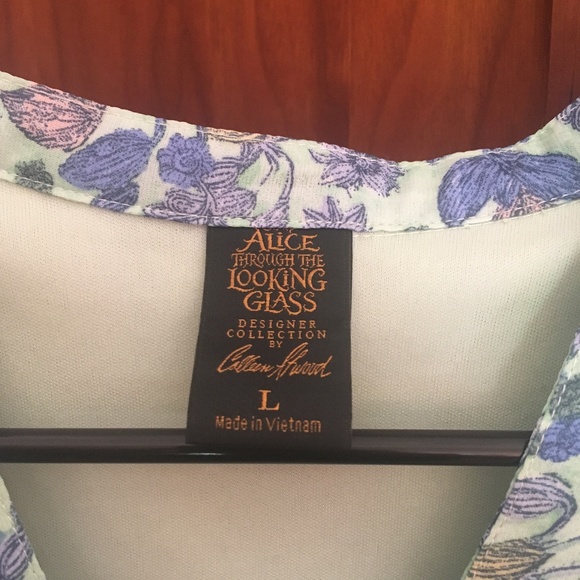 ALICE
THROUGH THE
LOOKING
GLASS
DESIGNER
COLLECTION
BY
Colleen Atwood
L
Made in Vietnam